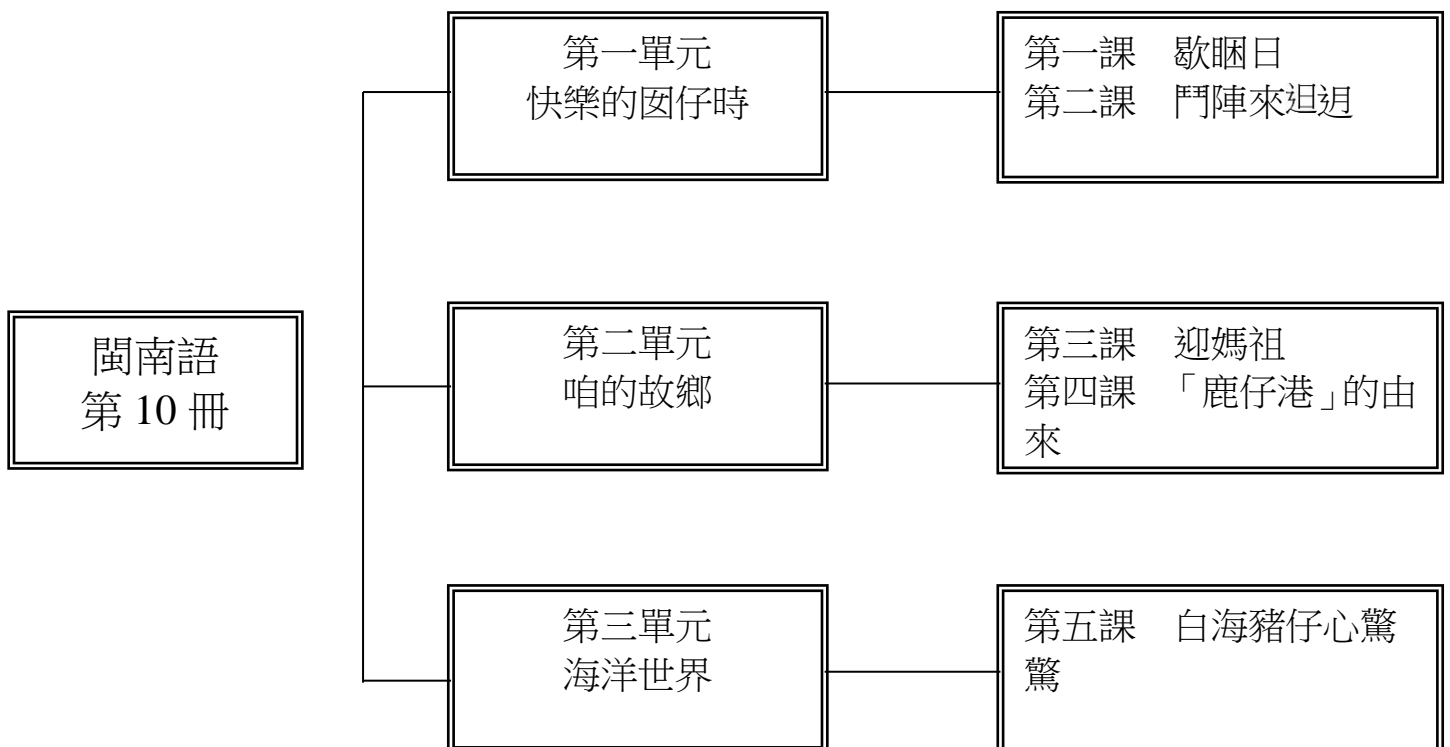 第一單元
快樂的囡仔時
第一課　歇睏日
第二課　鬥陣來𨑨迌
閩南語
第 10 冊
第二單元
咱的故鄉
第三課　迎媽祖
第四課　「鹿仔港」的由
來
第三單元
海洋世界
第五課　白海豬仔心驚
驚